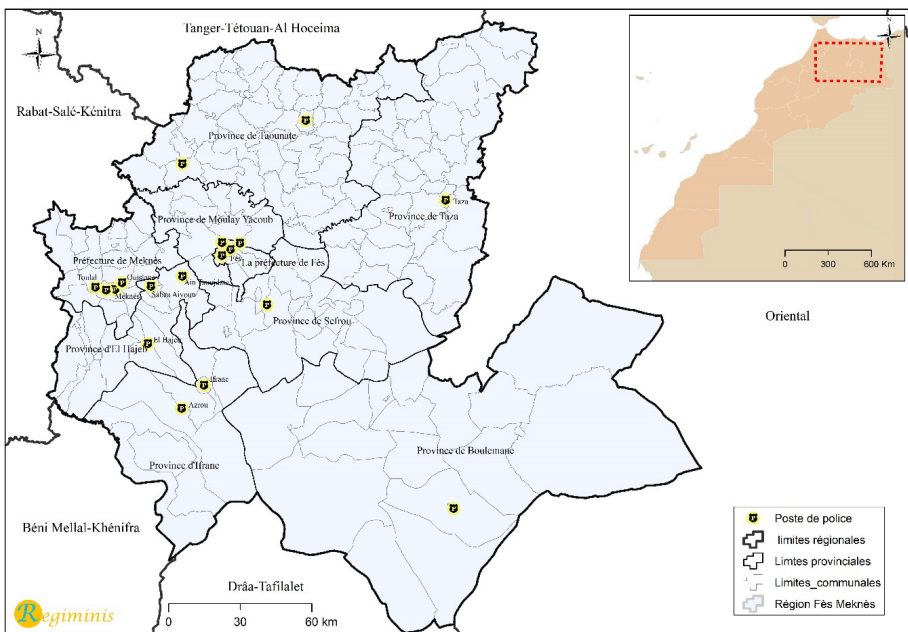 Tanger-Tétouan-Al Hoceima
N
N
Rabat-Salé-Kénitra
Province de Taounate
Taza
Province de Taza
Province de Moulay Yacoub
La préfecture de Fès
Fès
Préfecture de Meknès
Toulal
Meknès
Sabaa Aiyoun
Province de Sefrou
0 300 600 Km
Oriental
Province d'El Hajeb
El Hajeb
Ifrane
Azrou
Province d'Ifrane
Province de Boulemane
Béni Mellal-Khénifra
Drâa-Tafilalet
0 30 60 km
Regiminis
Poste de police
limites régionales
Limtes provinciales
Limites_communales
Région Fès Meknès